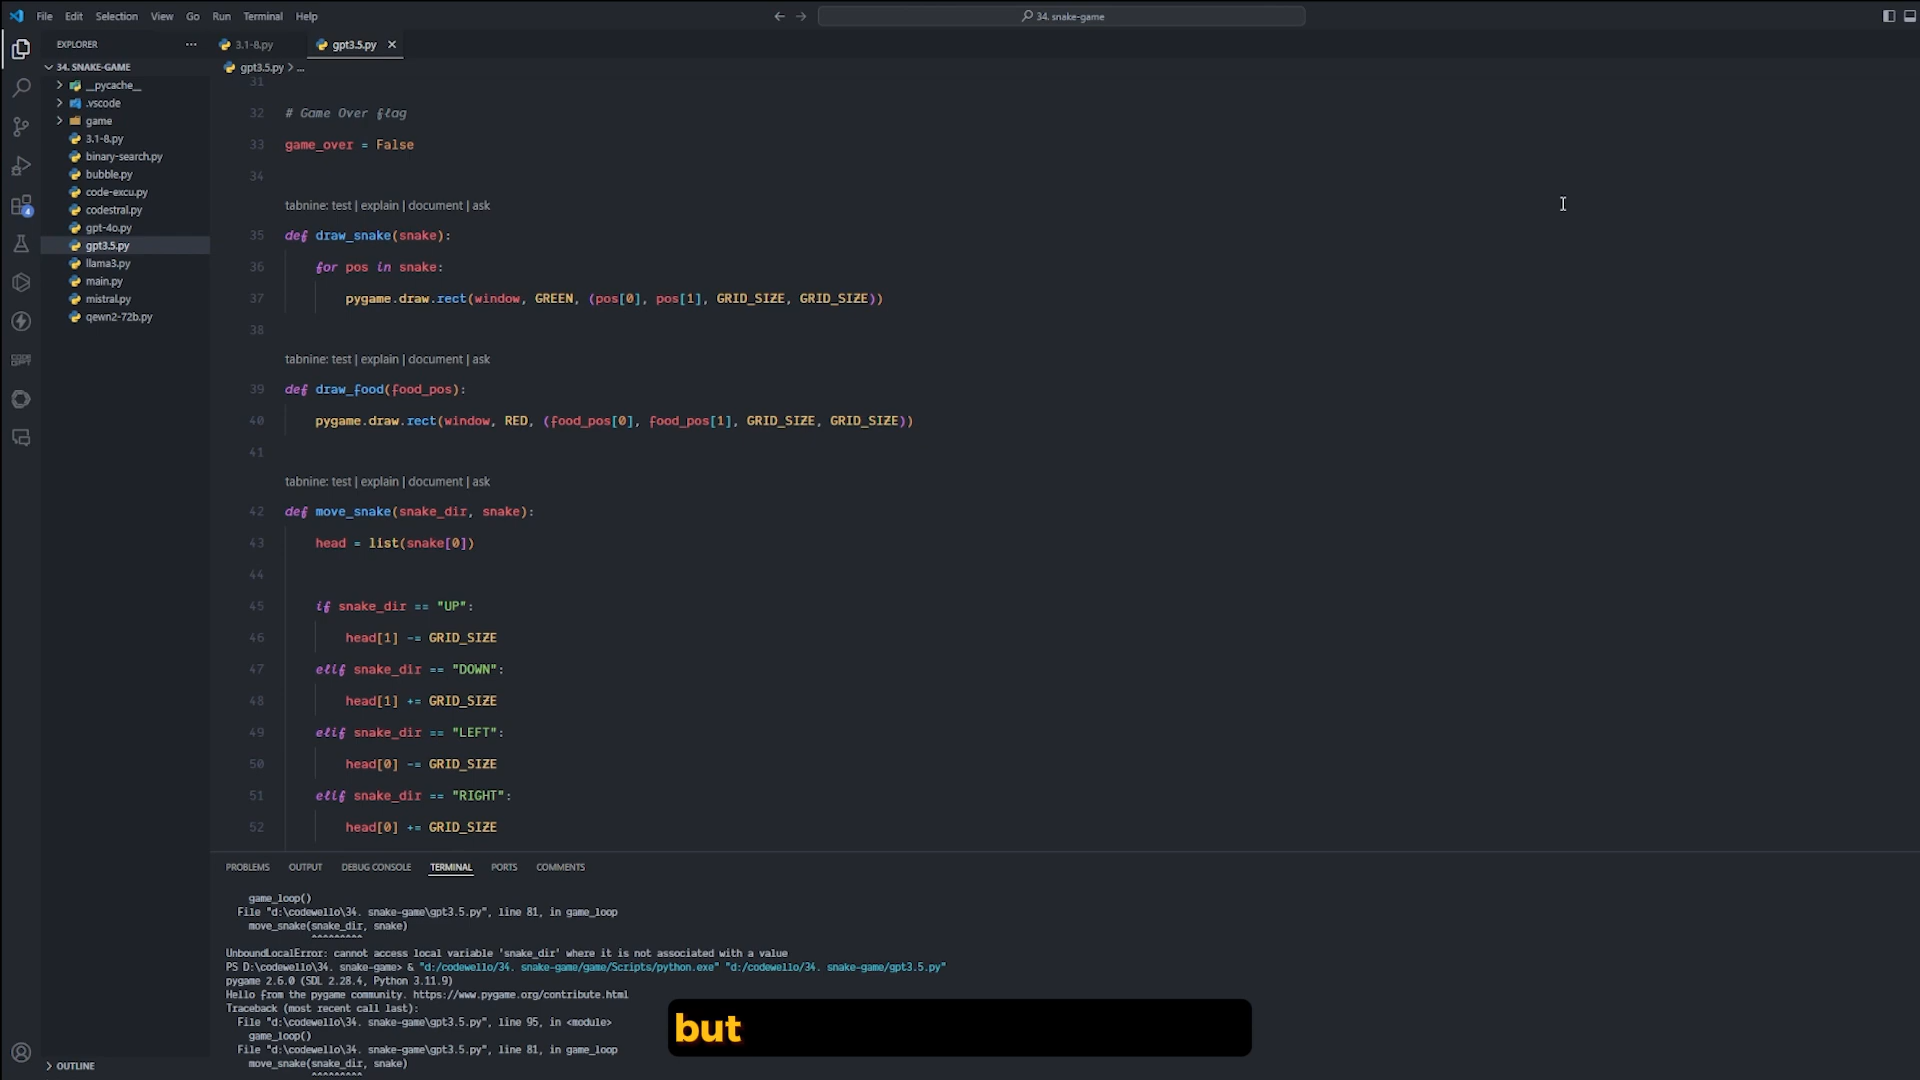 File Edit Selection View Go Run Terminal Help
34. snake-game
EXPLORER
3.1-8.py
gpt3.5.py
34. SNAKE-GAME
gpt3.5.py > ...
__pycache__
.vscode
game
3.1-8.py
binary-search.py
bubble.py
code-excu.py
codestral.py
gpt-4o.py
gpt3.5.py
llama3.py
main.py
mistral.py
qewn2-72b.py
OUTLINE
4
31
32 # Game Over flag
33 game_over = False
34
tabnine: test | explain | document | ask
35 def draw_snake(snake):
36 for pos in snake:
37 pygame.draw.rect(window, GREEN, (pos[0], pos[1], GRID_SIZE, GRID_SIZE))
38
tabnine: test | explain | document | ask
39 def draw_food(food_pos):
40 pygame.draw.rect(window, RED, (food_pos[0], food_pos[1], GRID_SIZE, GRID_SIZE))
41
tabnine: test | explain | document | ask
42 def move_snake(snake_dir, snake):
43 head = list(snake[0])
44
45 if snake_dir == "UP":
46 head[1] -= GRID_SIZE
47 elif snake_dir == "DOWN":
48 head[1] += GRID_SIZE
49 elif snake_dir == "LEFT":
50 head[0] -= GRID_SIZE
51 elif snake_dir == "RIGHT":
52 head[0] += GRID_SIZE
PROBLEMS OUTPUT DEBUG CONSOLE TERMINAL PORTS COMMENTS
game_loop()
File "d:\codewello\34. snake-game\gpt3.5.py", line 81, in game_loop
move_snake(snake_dir, snake)
^^^^^^^^^
UnboundLocalError: cannot access local variable 'snake_dir' where it is not associated with a value
PS D:\codewello\34. snake-game> & "d:/codewello/34. snake-game/game/Scripts/python.exe" "d:/codewello/34. snake-game/gpt3.5.py"
pygame 2.6.0 (SDL 2.28.4, Python 3.11.9)
Hello from the pygame community. https://www.pygame.org/contribute.html
Traceback (most recent call last):
File "d:\codewello\34. snake-game\gpt3.5.py", line 95, in <module>
game_loop()
File "d:\codewello\34. snake-game\gpt3.5.py", line 81, in game_loop
move_snake(snake_dir, snake)
^^^^^^^^^
but